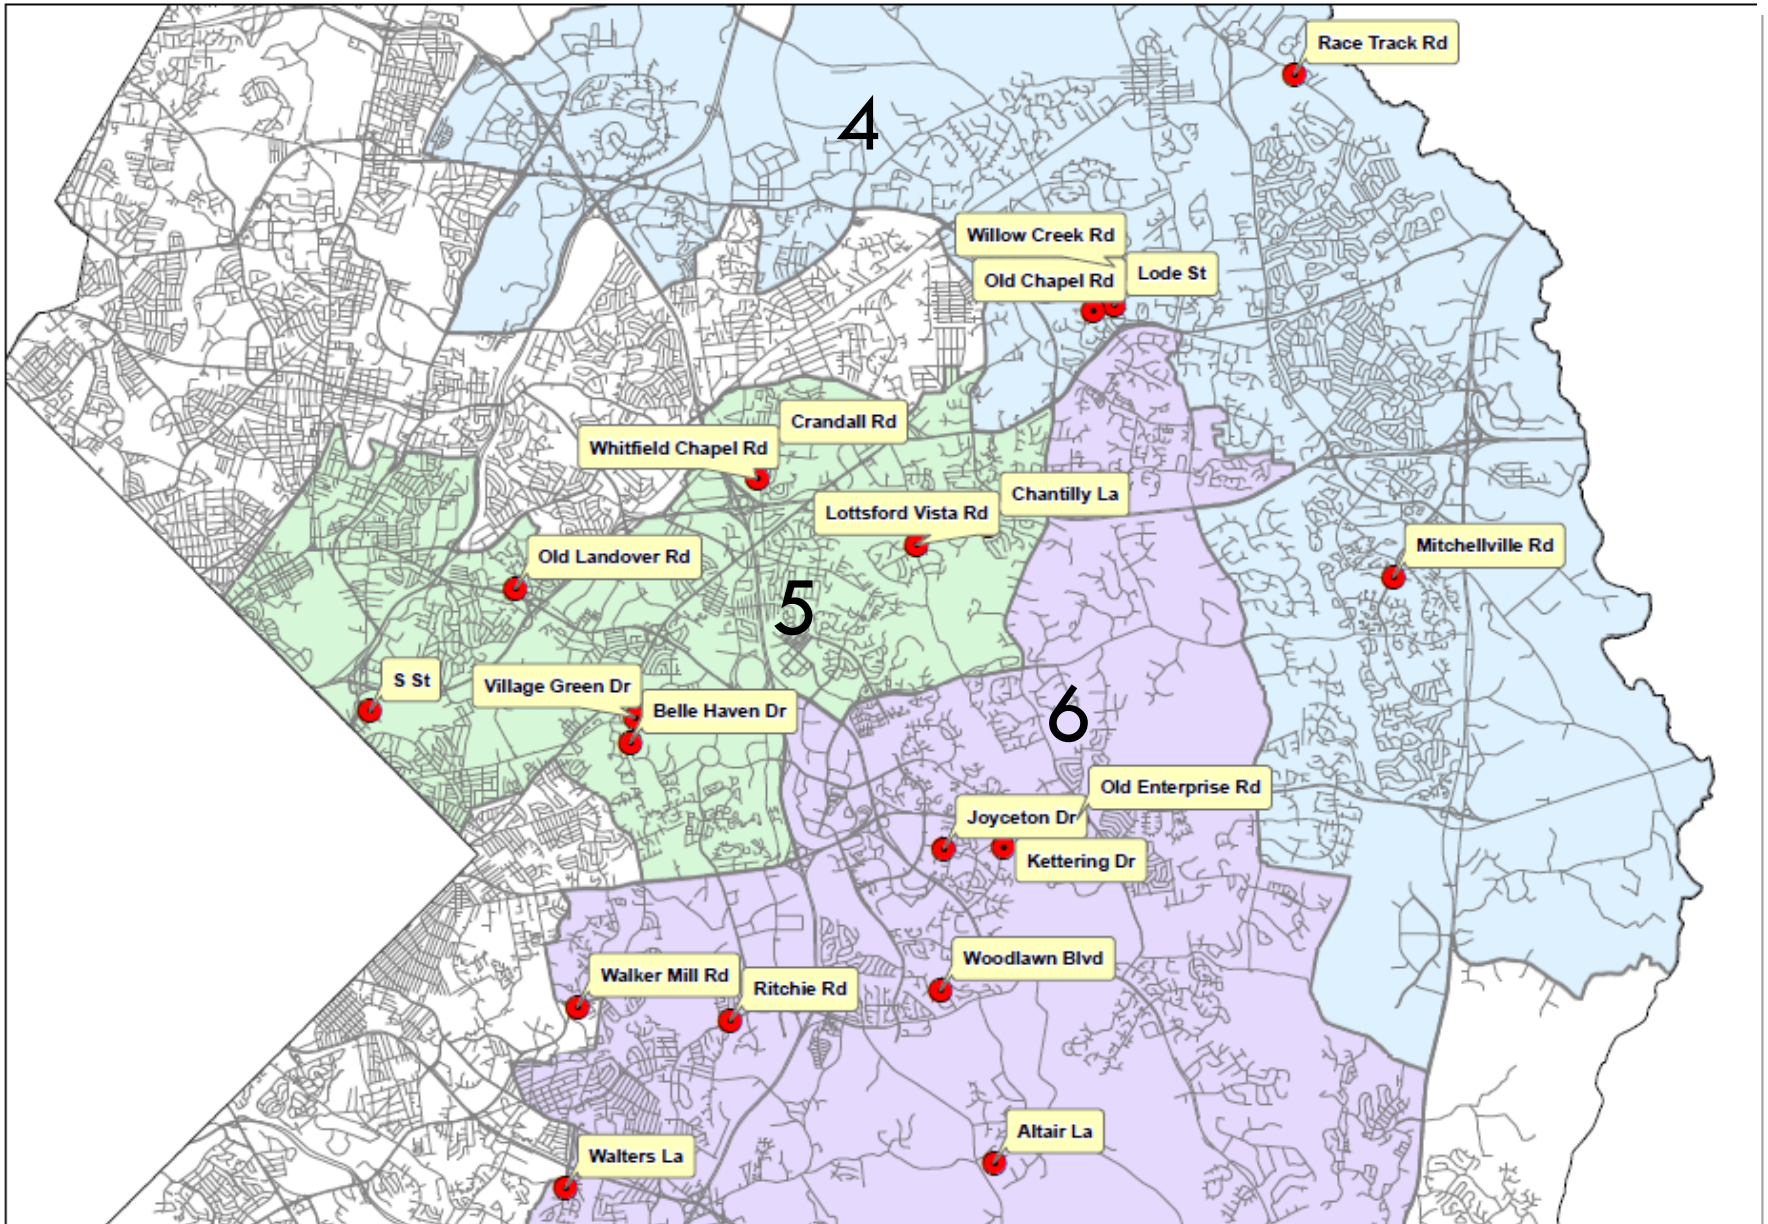 Race Track Rd
4
Willow Creek Rd
Old Chapel Rd
Lode St
Crandall Rd
Whitfield Chapel Rd
Chantilly La
Lottsford Vista Rd
Old Landover Rd
Mitchellville Rd
5
S St
Village Green Dr
Belle Haven Dr
6
Old Enterprise Rd
Joyceton Dr
Kettering Dr
Woodlawn Blvd
Walker Mill Rd
Ritchie Rd
Altair La
Walters La